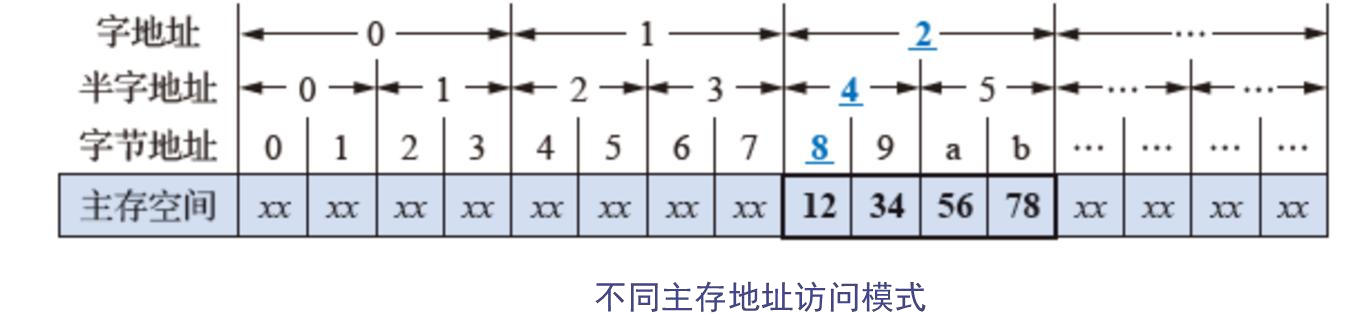 字地址 0 1 2 ···
半字地址 0 1 2 3 4 5 ··· ···
字节地址 0 1 2 3 4 5 6 7 8 9 a b ··· ··· ··· ···
主存空间 xx xx xx xx xx xx xx xx 12 34 56 78 xx xx xx xx
不同主存地址访问模式